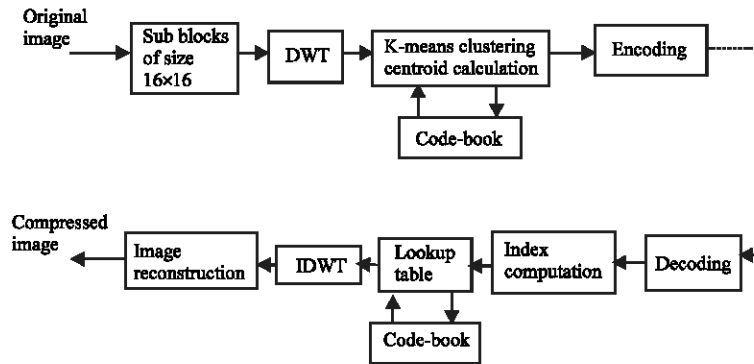 Original
image
Sub blocks
of size
16×16
DWT
K-means clustering
centroid calculation
Encoding
Code-book
Compressed
image
Image
reconstruction
IDWT
Lookup
table
Index
computation
Decoding
Code-book